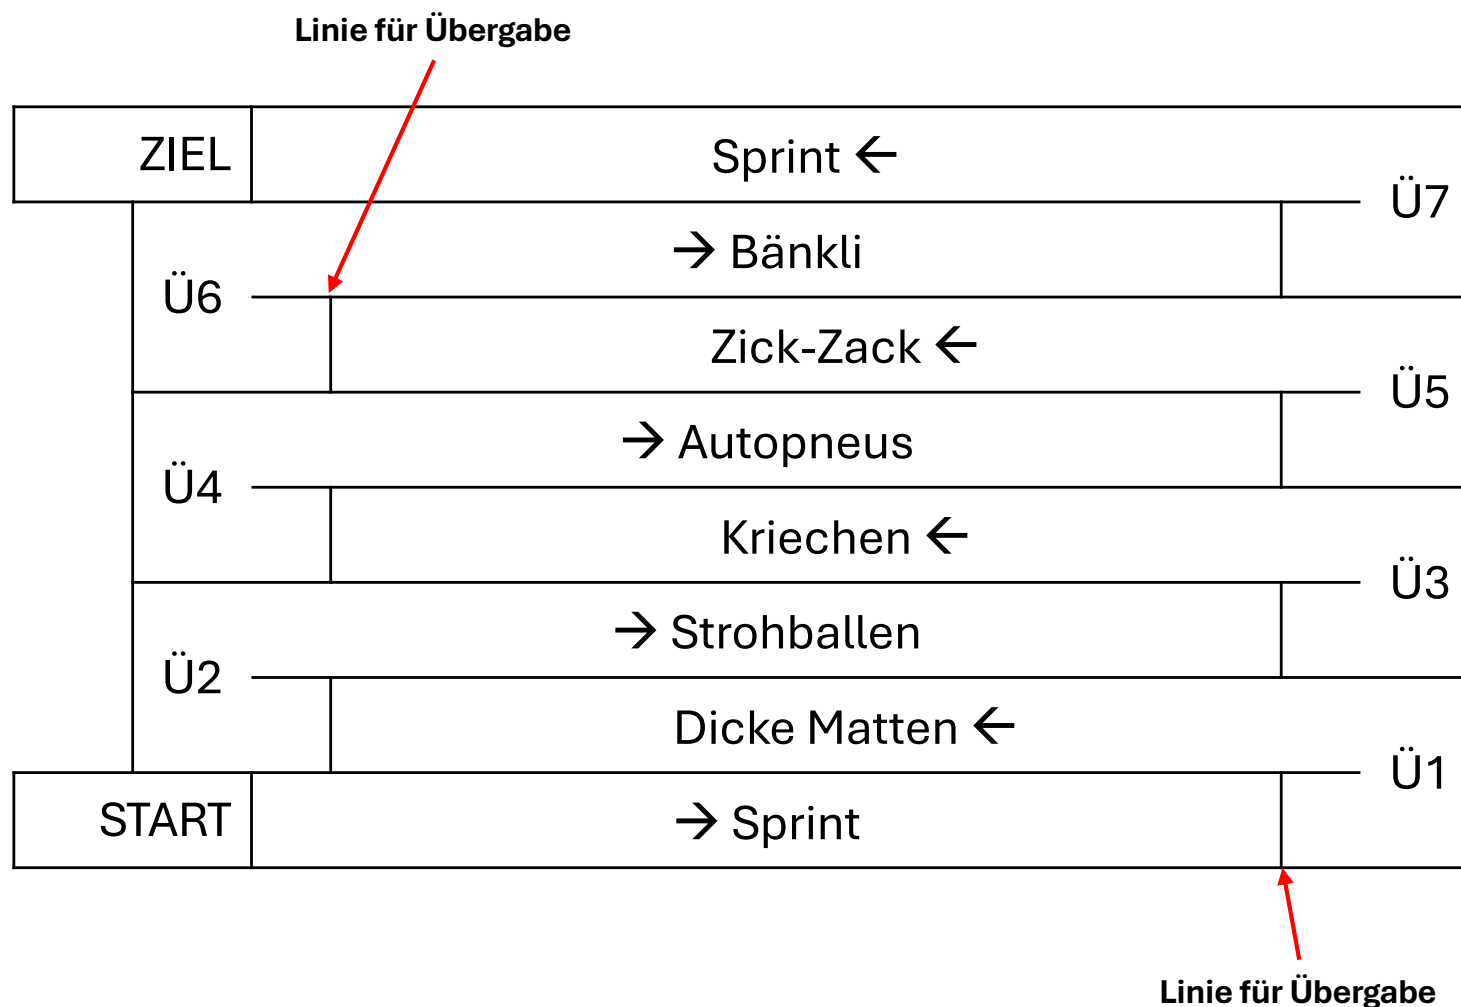 Linie für Übergabe
ZIEL
Sprint ←
Ü7
→ Bänkli
Ü6
Zick-Zack ←
Ü5
→ Autopneus
Ü4
Kriechen ←
Ü3
→ Strohballen
Ü2
Dicke Matten ←
Ü1
START
→ Sprint
Linie für Übergabe